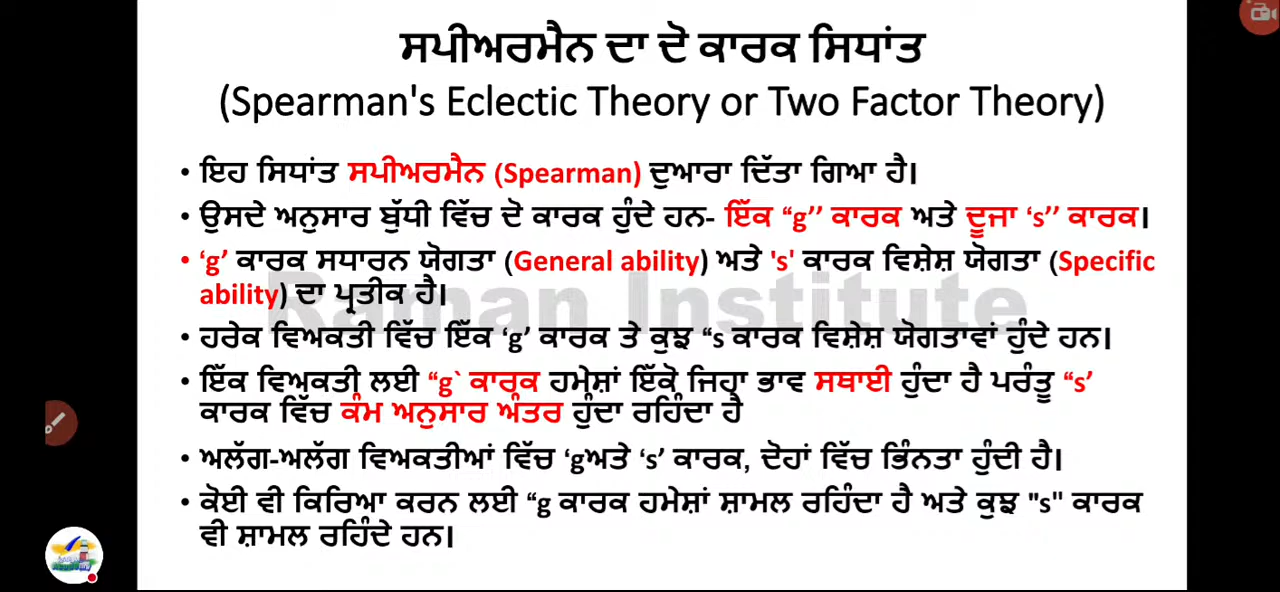 ਸਪੀਅਰਮੈਨ ਦਾ ਦੋ ਕਾਰਕ ਸਿਧਾਂਤ
(Spearman's Eclectic Theory or Two Factor Theory)
• ਇਹ ਸਿਧਾਂਤ ਸਪੀਅਰਮੈਨ (Spearman) ਦੁਆਰਾ ਦਿੱਤਾ ਗਿਆ ਹੈ।
• ਉਸਦੇ ਅਨੁਸਾਰ ਬੁੱਧੀ ਵਿੱਚ ਦੋ ਕਾਰਕ ਹੁੰਦੇ ਹਨ- ਇੱਕ “g’’ ਕਾਰਕ ਅਤੇ ਦੂਜਾ ‘s’’ ਕਾਰਕ।
• ‘g’ ਕਾਰਕ ਸਧਾਰਨ ਯੋਗਤਾ (General ability) ਅਤੇ 's' ਕਾਰਕ ਵਿਸ਼ੇਸ਼ ਯੋਗਤਾ (Specific
ability) ਦਾ ਪ੍ਰਤੀਕ ਹੈ।
Raman Institute
• ਹਰੇਕ ਵਿਅਕਤੀ ਵਿੱਚ ਇੱਕ ‘g’ ਕਾਰਕ ਤੇ ਕੁਝ “s ਕਾਰਕ ਵਿਸ਼ੇਸ਼ ਯੋਗਤਾਵਾਂ ਹੁੰਦੇ ਹਨ।
• ਇੱਕ ਵਿਅਕਤੀ ਲਈ “g` ਕਾਰਕ ਹਮੇਸ਼ਾਂ ਇੱਕੋ ਜਿਹਾ ਭਾਵ ਸਥਾਈ ਹੁੰਦਾ ਹੈ ਪਰੰਤੂ “s’
ਕਾਰਕ ਵਿੱਚ ਕੰਮ ਅਨੁਸਾਰ ਅੰਤਰ ਹੁੰਦਾ ਰਹਿੰਦਾ ਹੈ
• ਅਲੱਗ-ਅਲੱਗ ਵਿਅਕਤੀਆਂ ਵਿੱਚ ‘gਅਤੇ ‘s’ ਕਾਰਕ, ਦੋਹਾਂ ਵਿੱਚ ਭਿੰਨਤਾ ਹੁੰਦੀ ਹੈ।
• ਕੋਈ ਵੀ ਕਿਰਿਆ ਕਰਨ ਲਈ “g ਕਾਰਕ ਹਮੇਸ਼ਾਂ ਸ਼ਾਮਲ ਰਹਿੰਦਾ ਹੈ ਅਤੇ ਕੁਝ "s" ਕਾਰਕ
ਵੀ ਸ਼ਾਮਲ ਰਹਿੰਦੇ ਹਨ।